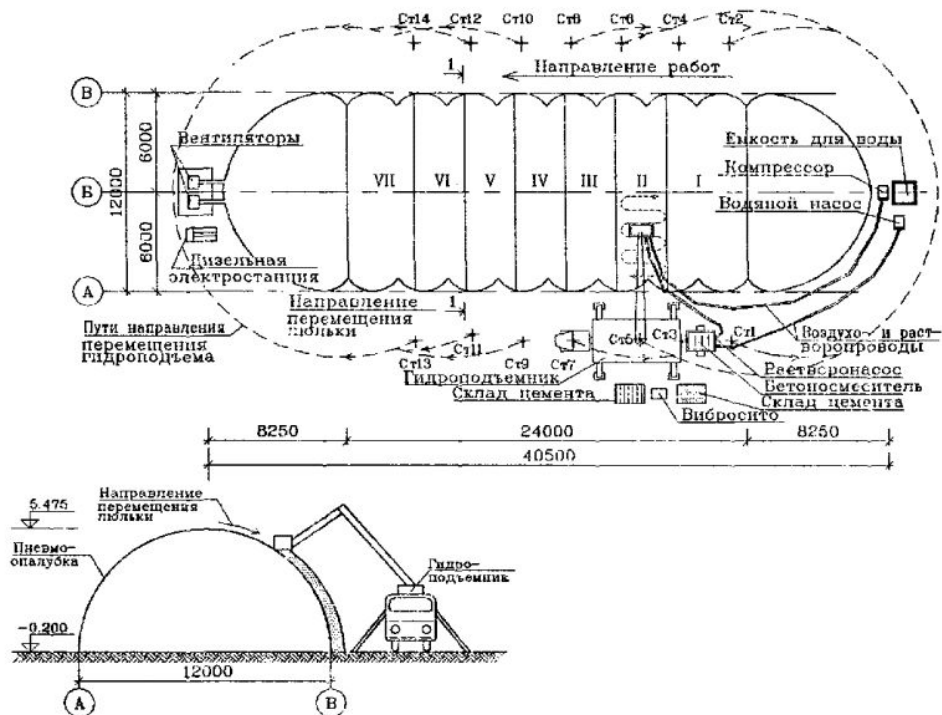 Ст14 Ст12 Ст10 Ст8 Ст6 Ст4 Ст2
1
Направление работ
В
Вентиляторы
6000
12000
Емкость для воды
Компрессор
Б
VII VI V IV III II I
Водяной насос
6000
Дизельная
электростанция
А
Направление
перемещения
люльки
1
Пути направления
перемещения
гидроподъема
Ст13
Ст11
Ст9
Ст7
Ст5
Ст3
Ст1
Воздухо- и раст-
воропроводы
Растворонасос
Гидроподъемник
Бетоносмеситель
Склад цемента
Склад цемента
Вибросито
8250 24000 8250
40500
Направление
перемещения
люльки
5.475
Пневмо-
опалубка
Гидро-
подъемник
-0.200
12000
А В